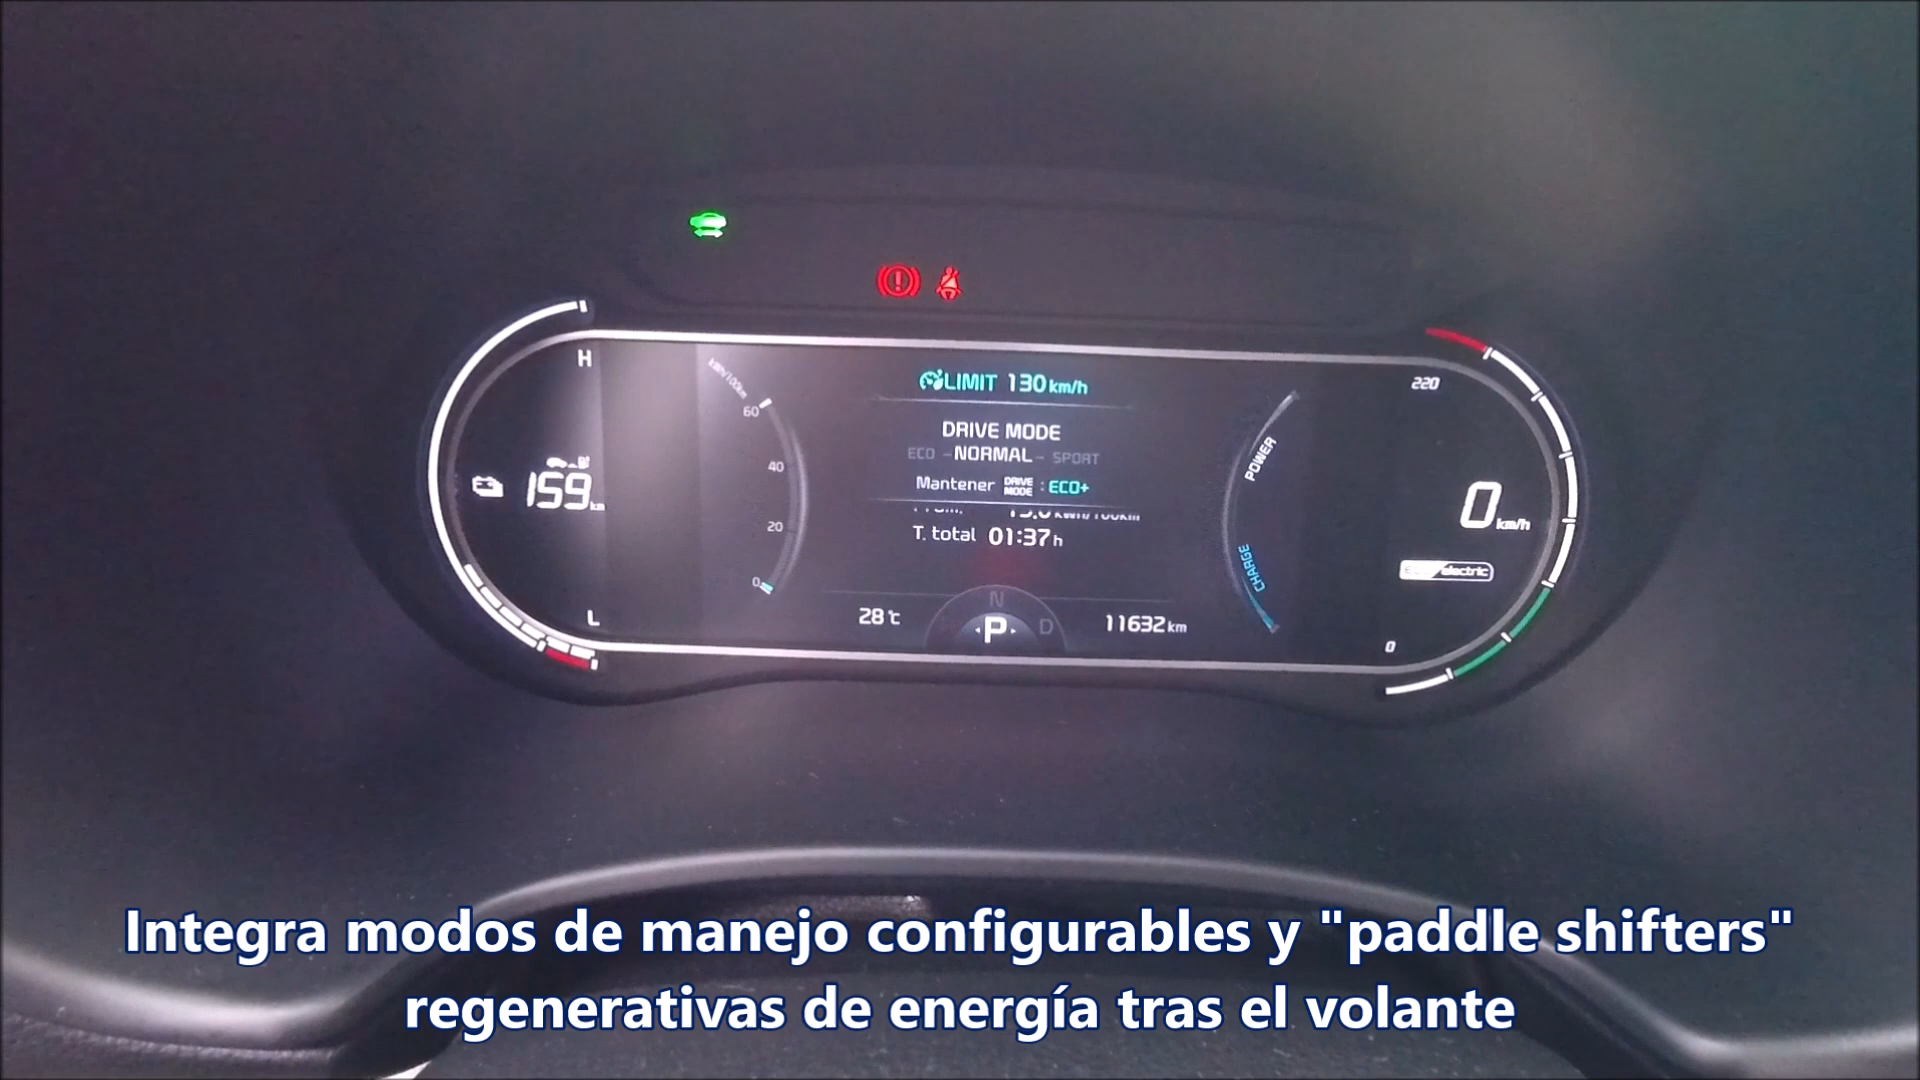 H
kWh/100km
60
LIMIT 130 km/h
220
DRIVE MODE
ECO - NORMAL - SPORT
POWER
40
159 km
Mantener DRIVE MODE : ECO+
0 km/h
20
T. total 01:37 h
CHARGE
electric
0
L
28 °C
N
P
D
11632 km
0
Integra modos de manejo configurables y "paddle shifters"
regenerativas de energía tras el volante